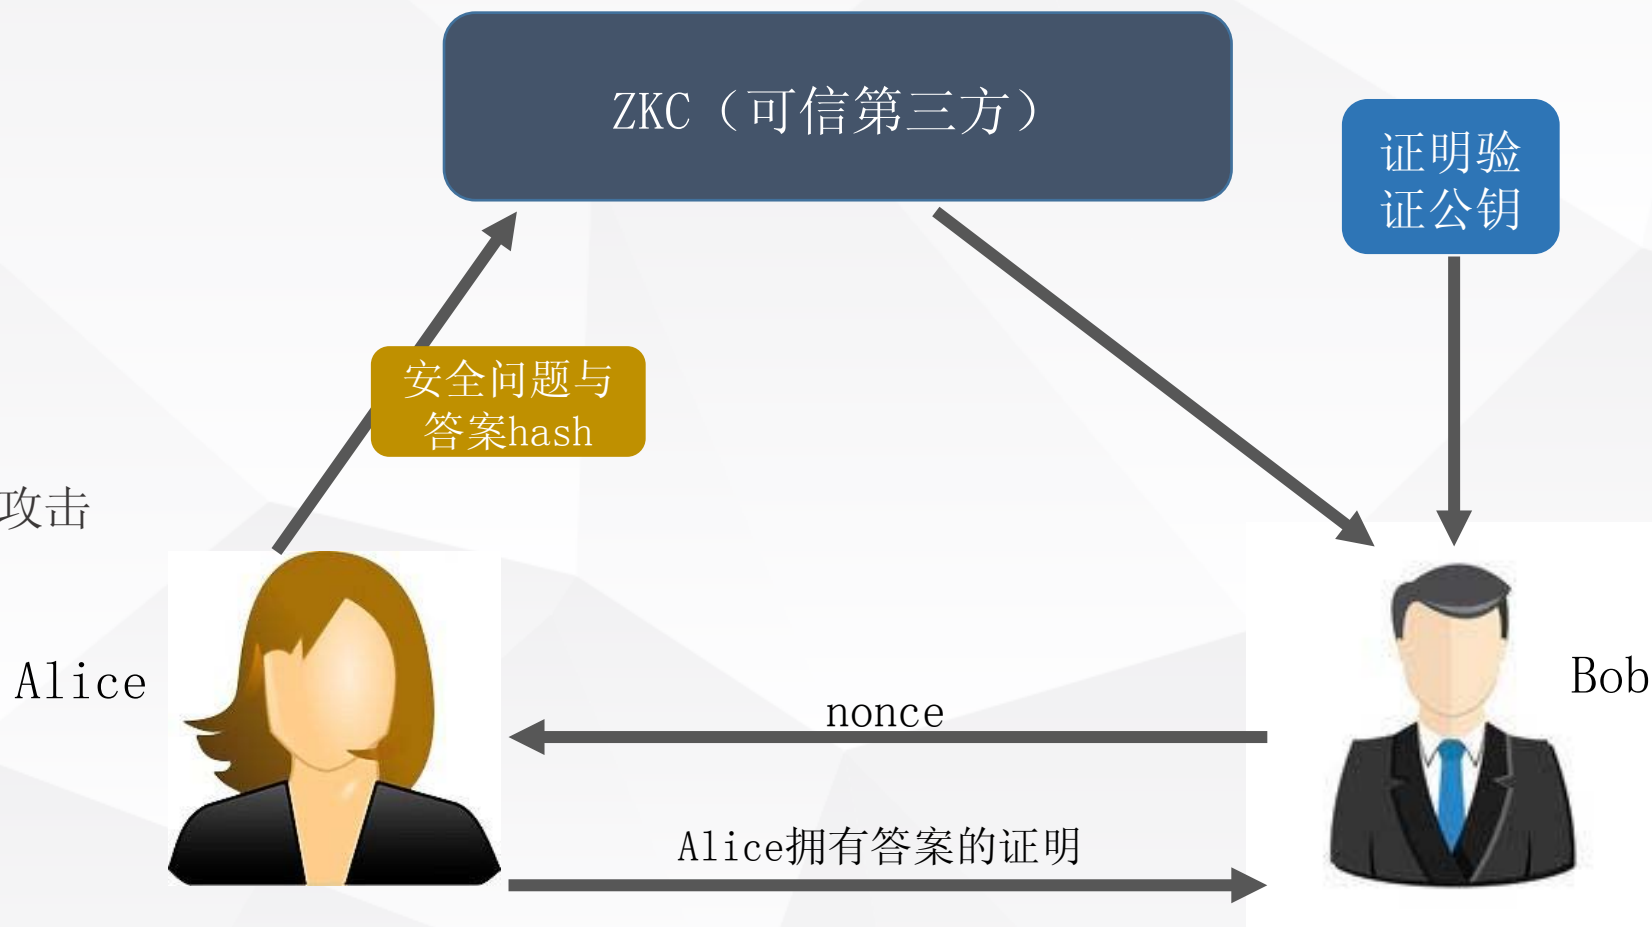 ZKC（可信第三方）
证明验
证公钥
安全问题与
答案hash
攻击
Alice
Bob
nonce
Alice拥有答案的证明